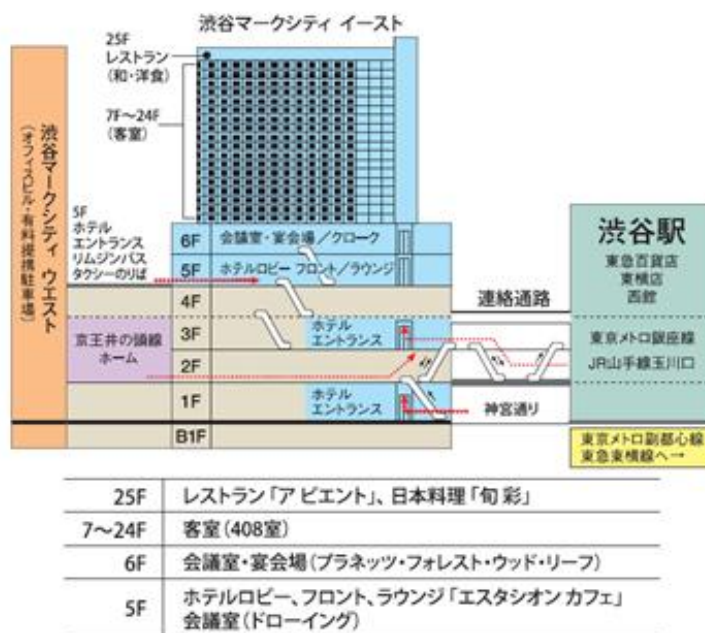 渋谷マークシティ イースト
25F
レストラン
(和・洋食)
7F~24F
(客室)
渋谷マークシティ ウエスト
(オフィスビル・有料提携駐車場)
5F
ホテル
エントランス
リムジンバス
タクシーのりば
6F 会議室・宴会場/クローク
5F ホテルロビー フロント/ラウンジ
4F
3F ホテル
エントランス
2F
1F ホテル
エントランス
B1F
京王井の頭線
ホーム
連絡通路
神宮通り
渋谷駅
東急百貨店
東横店
西館
東京メトロ銀座線
JR山手線玉川口
東京メトロ副都心線
東急東横線へ→
25F レストラン「ア ビエント」、日本料理「旬 彩」
7~24F 客室(408室)
6F 会議室・宴会場(プラネッツ・フォレスト・ウッド・リーフ)
5F ホテルロビー、フロント、ラウンジ「エスタシオン カフェ」
会議室(ドローイング)